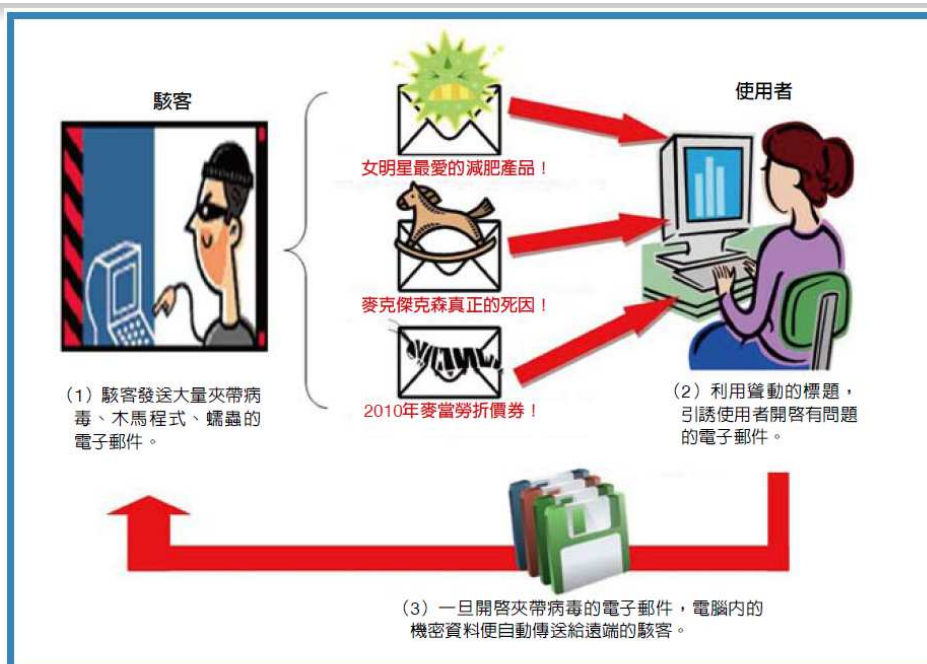 駭客
使用者
女明星最愛的減肥產品！
麥克傑克森真正的死因！
2010年麥當勞折價券！
（1）駭客發送大量夾帶病
毒、木馬程式、蠕蟲的
電子郵件。
（2）利用聳動的標題，
引誘使用者開啓有問題
的電子郵件。
（3）一旦開啓夾帶病毒的電子郵件，電腦內的
機密資料便自動傳送給遠端的駭客。